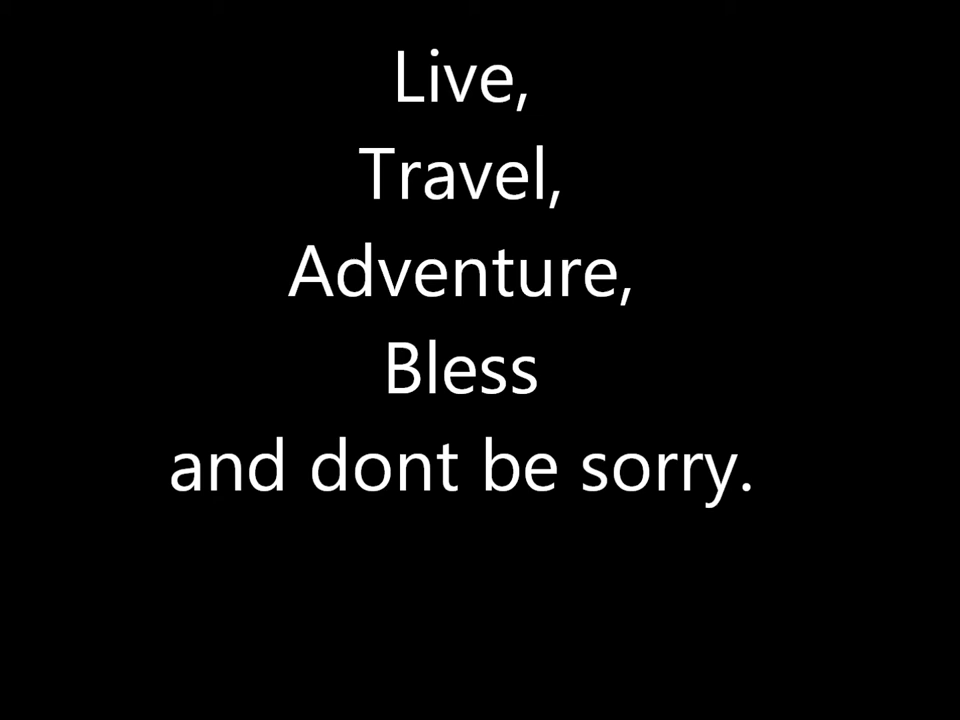 Live,
Travel,
Adventure,
Bless
and dont be sorry.